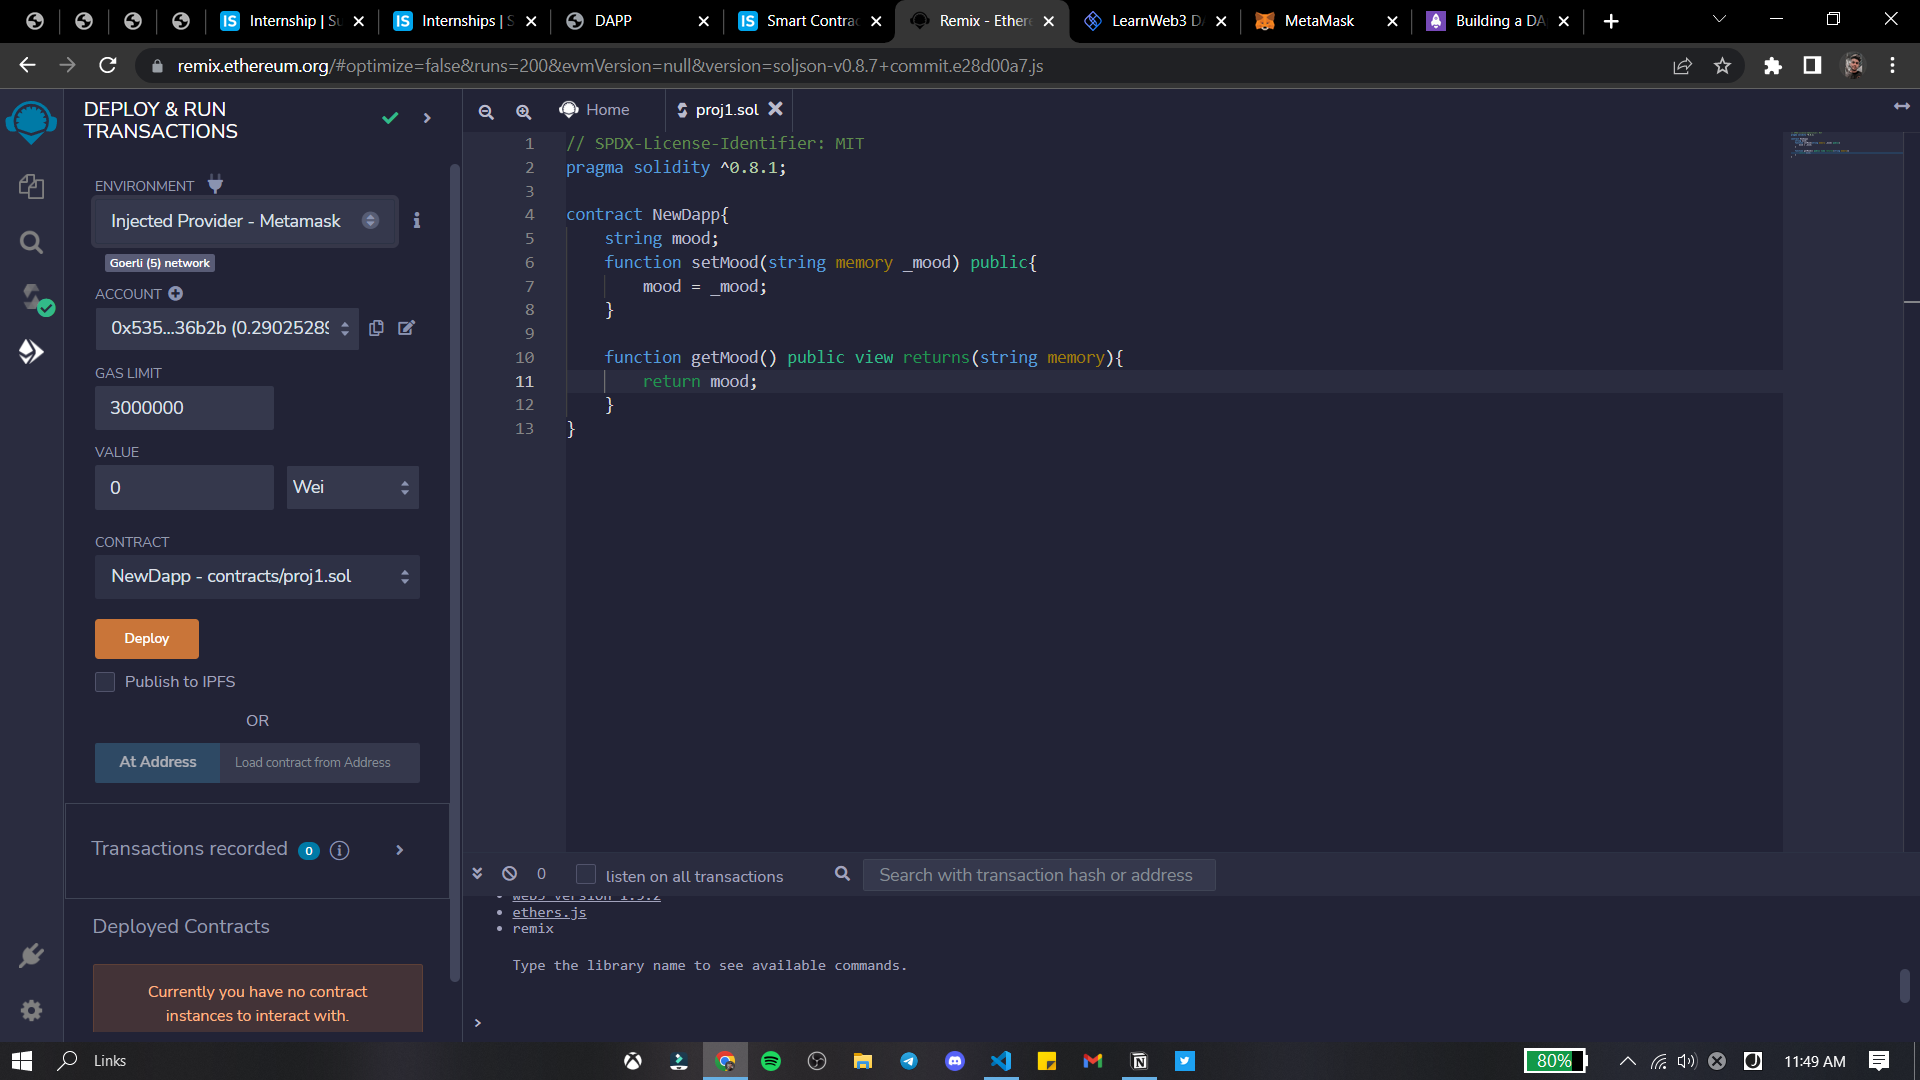 Internship | Su
Internships | S
DAPP
Smart Contrac
Remix - Ethere
LearnWeb3 DA
MetaMask
Building a DA
remix.ethereum.org/#optimize=false&runs=200&evmVersion=null&version=soljson-v0.8.7+commit.e28d00a7.js
DEPLOY & RUN
TRANSACTIONS
ENVIRONMENT
Injected Provider - Metamask
Goerli (5) network
ACCOUNT
0x535...36b2b (0.29025289
GAS LIMIT
3000000
VALUE
0
Wei
CONTRACT
NewDapp - contracts/proj1.sol
Deploy
Publish to IPFS
OR
At Address
Load contract from Address
Transactions recorded 0
Deployed Contracts
Currently you have no contract
instances to interact with.
Home
proj1.sol
1 // SPDX-License-Identifier: MIT
2 pragma solidity ^0.8.1;
3
4 contract NewDapp{
5 string mood;
6 function setMood(string memory _mood) public{
7 mood = _mood;
8 }
9
10 function getMood() public view returns(string memory){
11 return mood;
12 }
13 }
0
listen on all transactions
Search with transaction hash or address
web3 version 1.5.2
ethers.js
remix
Type the library name to see available commands.
>
Links
80%
11:49 AM